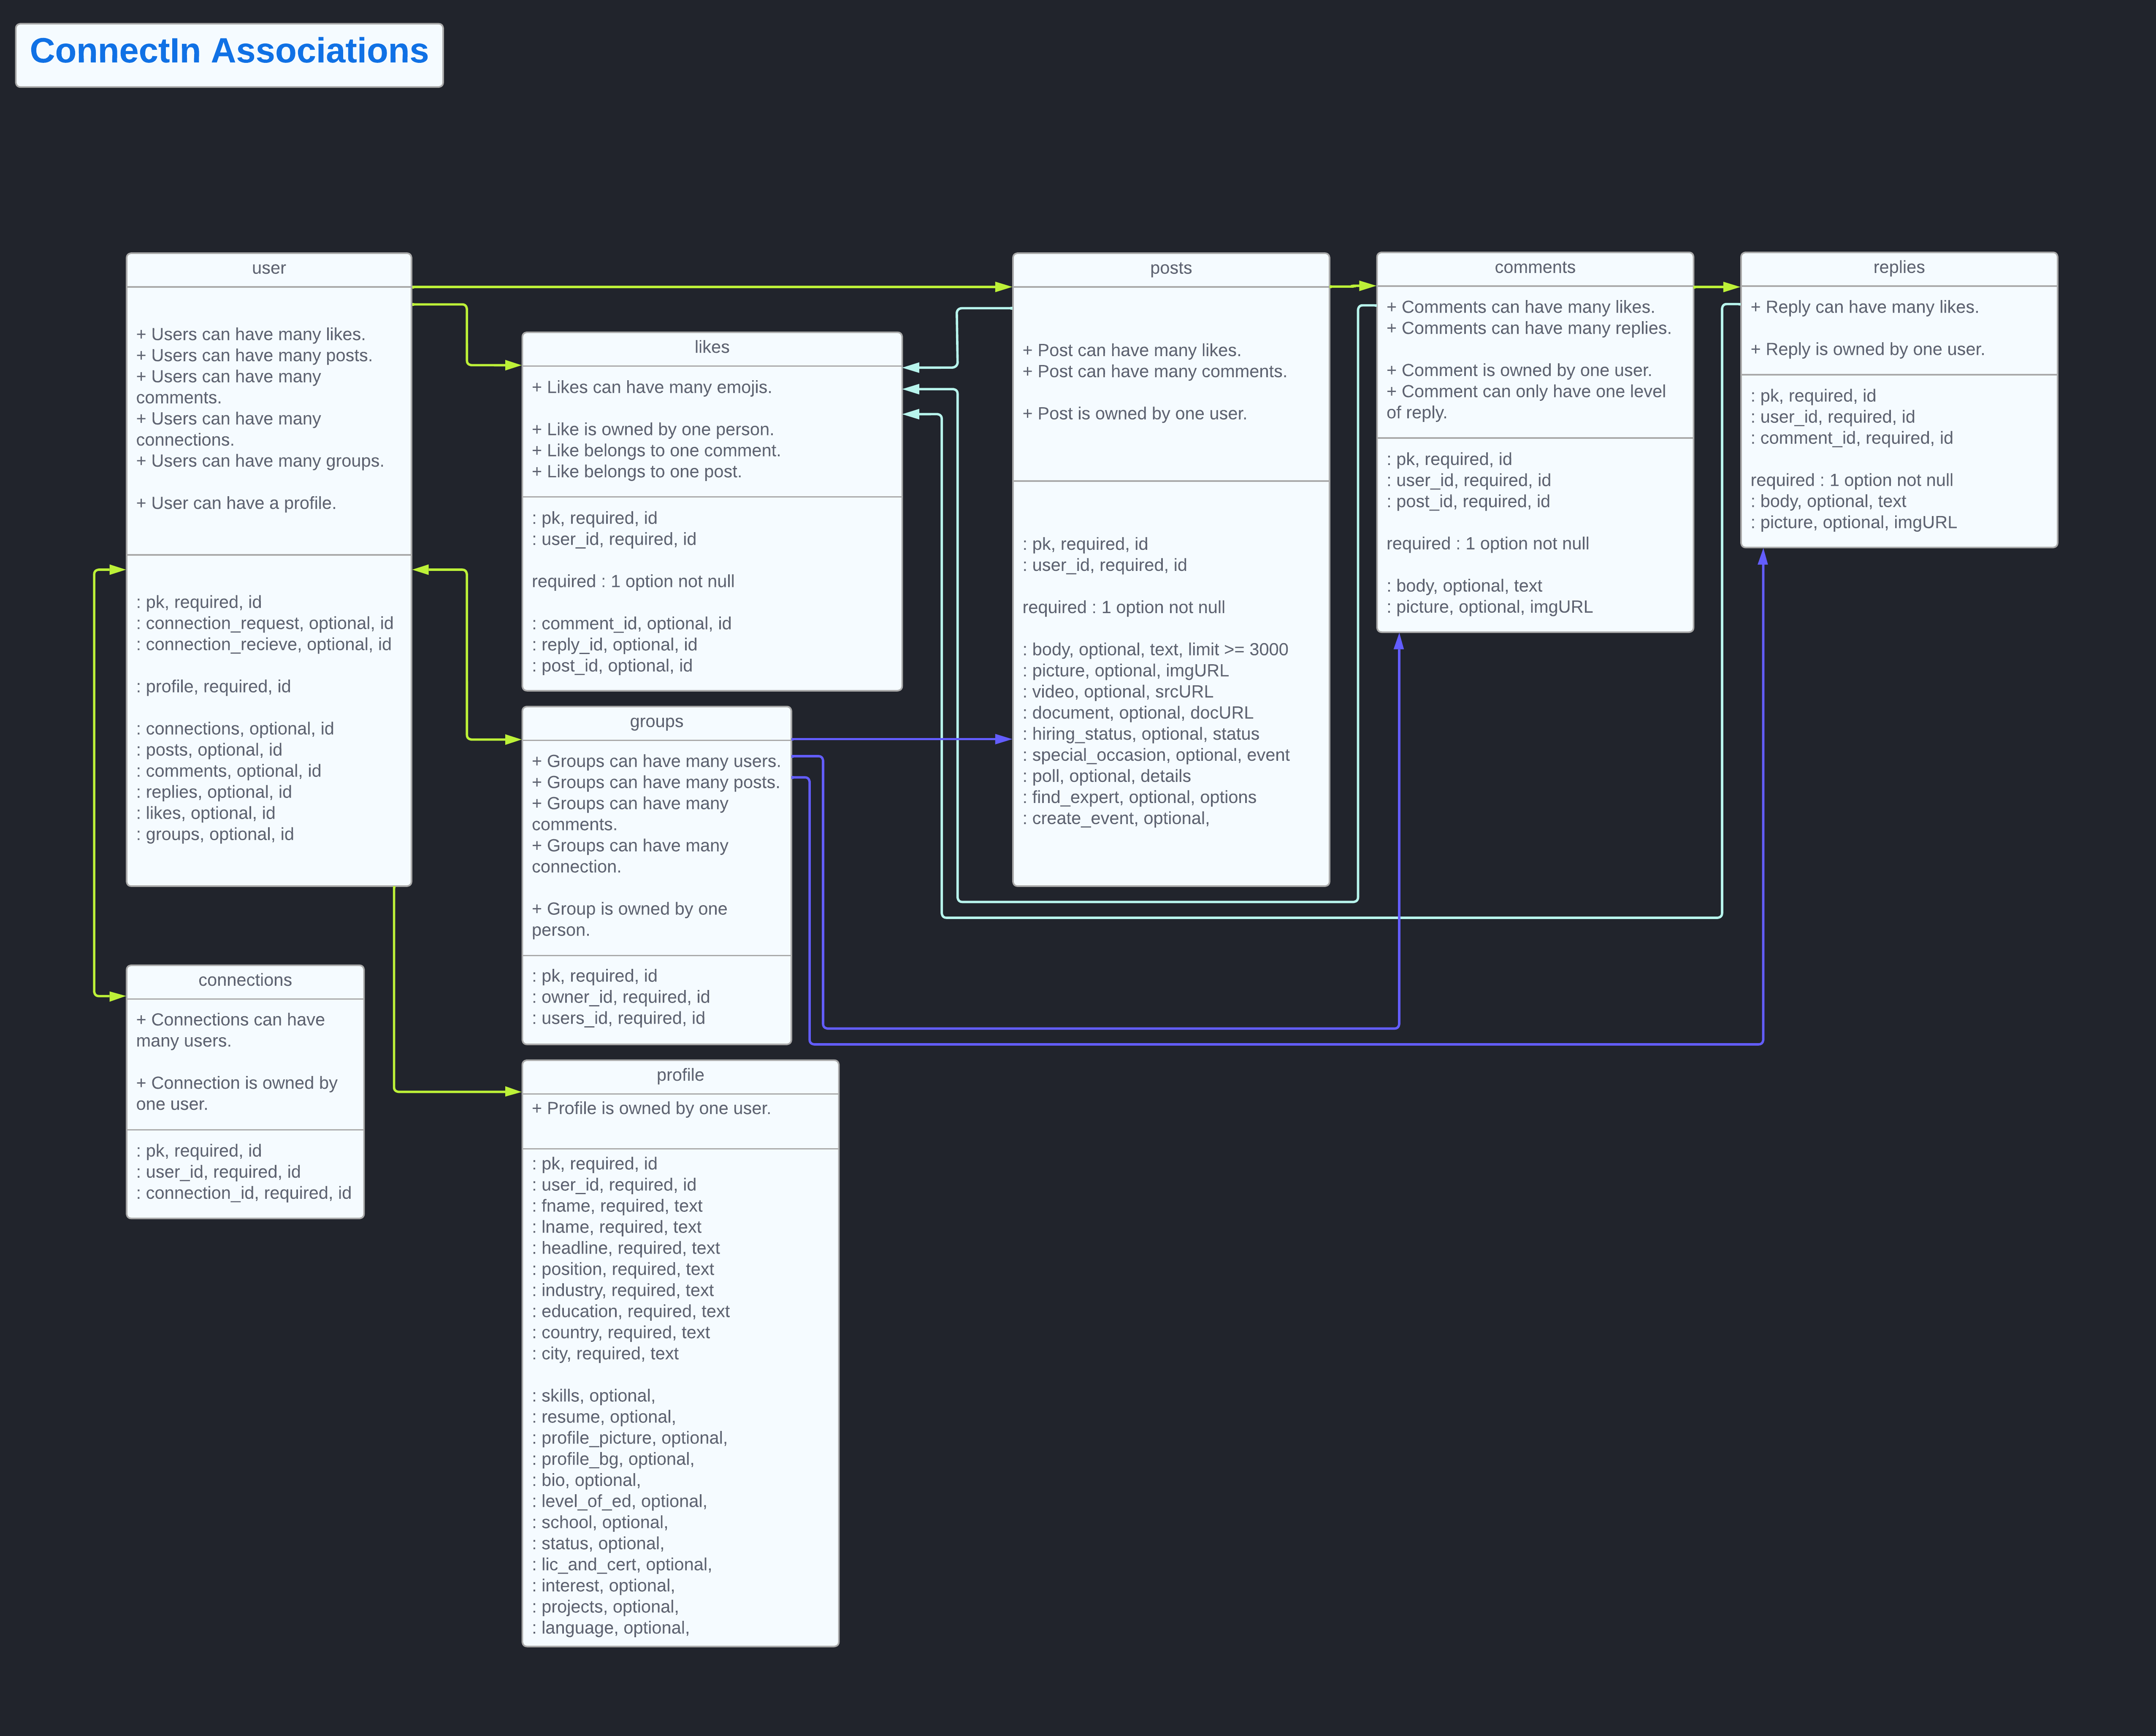 ConnectIn Associations
user
+ Users can have many likes.
+ Users can have many posts.
+ Users can have many
comments.
+ Users can have many
connections.
+ Users can have many groups.
+ User can have a profile.
: pk, required, id
: connection_request, optional, id
: connection_recieve, optional, id
: profile, required, id
: connections, optional, id
: posts, optional, id
: comments, optional, id
: replies, optional, id
: likes, optional, id
: groups, optional, id
connections
+ Connections can have
many users.
+ Connection is owned by
one user.
: pk, required, id
: user_id, required, id
: connection_id, required, id
likes
+ Likes can have many emojis.
+ Like is owned by one person.
+ Like belongs to one comment.
+ Like belongs to one post.
: pk, required, id
: user_id, required, id
required : 1 option not null
: comment_id, optional, id
: reply_id, optional, id
: post_id, optional, id
groups
+ Groups can have many users.
+ Groups can have many posts.
+ Groups can have many
comments.
+ Groups can have many
connection.
+ Group is owned by one
person.
: pk, required, id
: owner_id, required, id
: users_id, required, id
profile
+ Profile is owned by one user.
: pk, required, id
: user_id, required, id
: fname, required, text
: lname, required, text
: headline, required, text
: position, required, text
: industry, required, text
: education, required, text
: country, required, text
: city, required, text
: skills, optional,
: resume, optional,
: profile_picture, optional,
: profile_bg, optional,
: bio, optional,
: level_of_ed, optional,
: school, optional,
: status, optional,
: lic_and_cert, optional,
: interest, optional,
: projects, optional,
: language, optional,
posts
+ Post can have many likes.
+ Post can have many comments.
+ Post is owned by one user.
: pk, required, id
: user_id, required, id
required : 1 option not null
: body, optional, text, limit >= 3000
: picture, optional, imgURL
: video, optional, srcURL
: document, optional, docURL
: hiring_status, optional, status
: special_occasion, optional, event
: poll, optional, details
: find_expert, optional, options
: create_event, optional,
comments
+ Comments can have many likes.
+ Comments can have many replies.
+ Comment is owned by one user.
+ Comment can only have one level
of reply.
: pk, required, id
: user_id, required, id
: post_id, required, id
required : 1 option not null
: body, optional, text
: picture, optional, imgURL
replies
+ Reply can have many likes.
+ Reply is owned by one user.
: pk, required, id
: user_id, required, id
: comment_id, required, id
required : 1 option not null
: body, optional, text
: picture, optional, imgURL